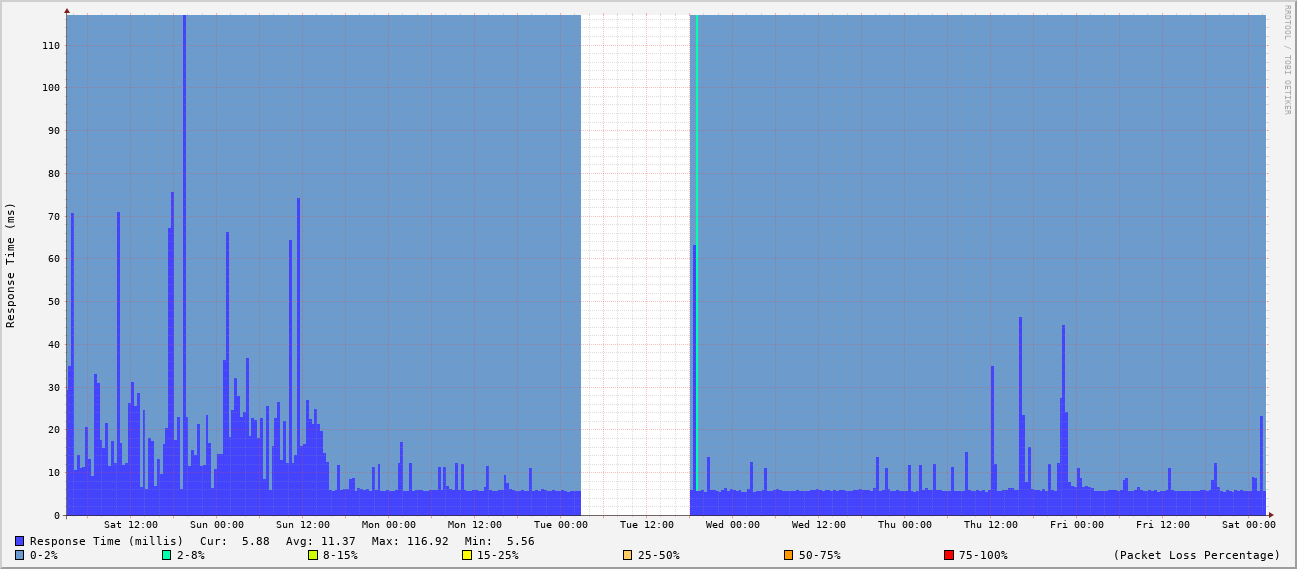 RRDTOOL / TOBI OETIKER
Response Time (ms)
110
100
90
80
70
60
50
40
30
20
10
0
Sat 12:00 Sun 00:00 Sun 12:00 Mon 00:00 Mon 12:00 Tue 00:00 Tue 12:00 Wed 00:00 Wed 12:00 Thu 00:00 Thu 12:00 Fri 00:00 Fri 12:00 Sat 00:00
Response Time (millis) Cur: 5.88 Avg: 11.37 Max: 116.92 Min: 5.56
0-2% 2-8% 8-15% 15-25% 25-50% 50-75% 75-100% (Packet Loss Percentage)